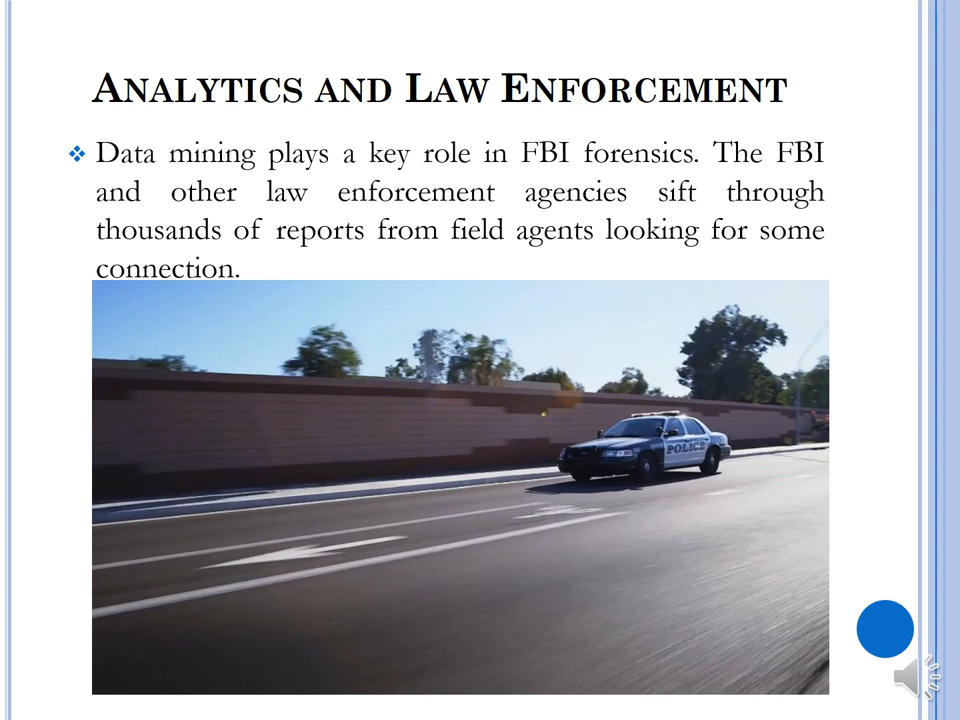 ANALYTICS AND LAW ENFORCEMENT
Data mining plays a key role in FBI forensics. The FBI
and other law enforcement agencies sift through
thousands of reports from field agents looking for some
connection.
POLICE